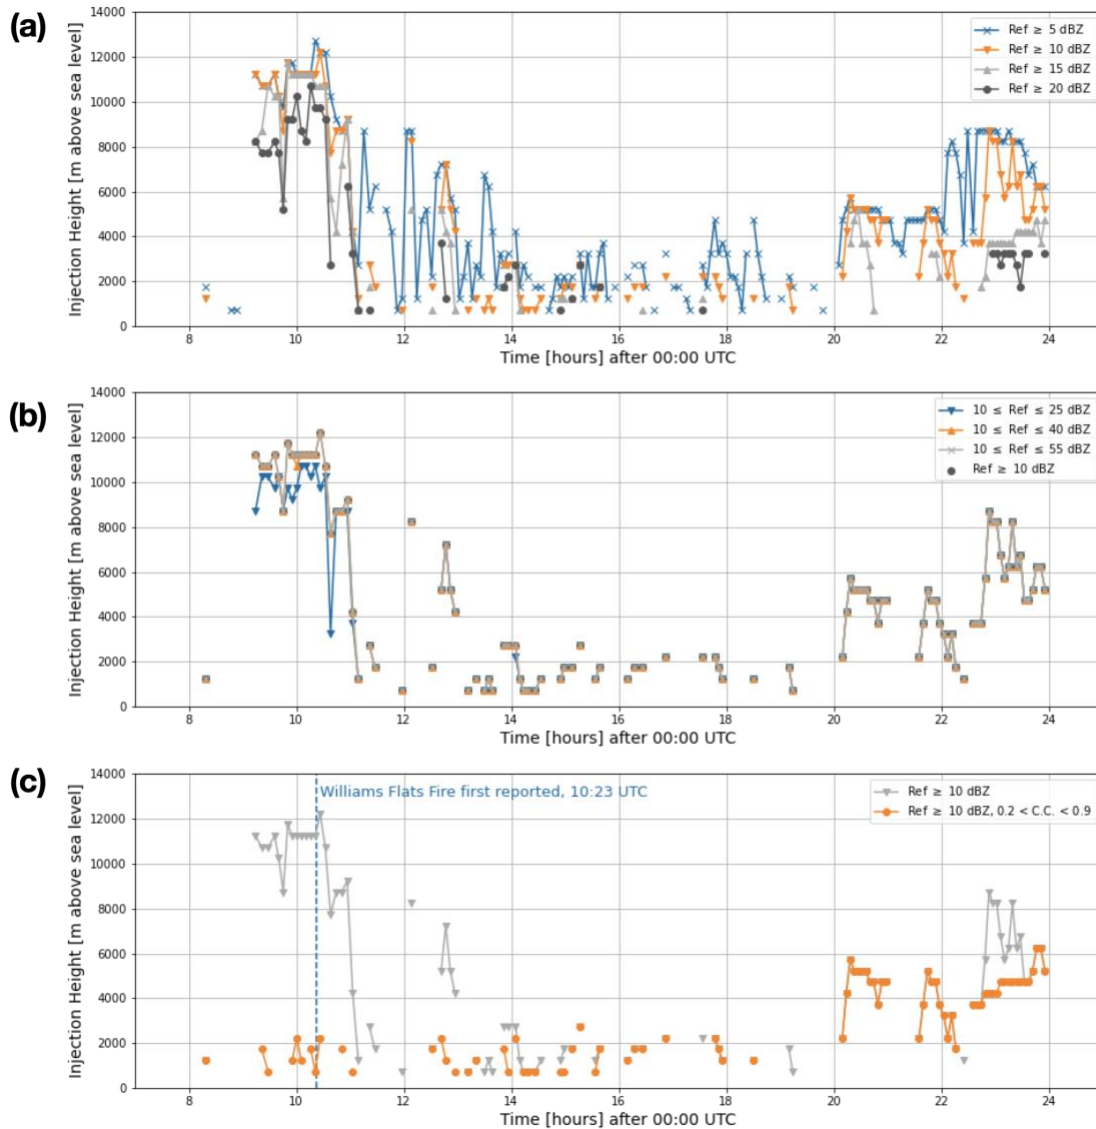 (a)
Injection Height [m above sea level]
14000
12000
10000
8000
6000
4000
2000
0
Ref ≥ 5 dBZ
Ref ≥ 10 dBZ
Ref ≥ 15 dBZ
Ref ≥ 20 dBZ
8 10 12 14 16 18 20 22 24
Time [hours] after 00:00 UTC
(b)
Injection Height [m above sea level]
14000
12000
10000
8000
6000
4000
2000
0
10 ≤ Ref ≤ 25 dBZ
10 ≤ Ref ≤ 40 dBZ
10 ≤ Ref ≤ 55 dBZ
Ref ≥ 10 dBZ
8 10 12 14 16 18 20 22 24
Time [hours] after 00:00 UTC
(c)
Injection Height [m above sea level]
14000
12000
10000
8000
6000
4000
2000
0
Williams Flats Fire first reported, 10:23 UTC
Ref ≥ 10 dBZ
Ref ≥ 10 dBZ, 0.2 < C.C. < 0.9
8 10 12 14 16 18 20 22 24
Time [hours] after 00:00 UTC